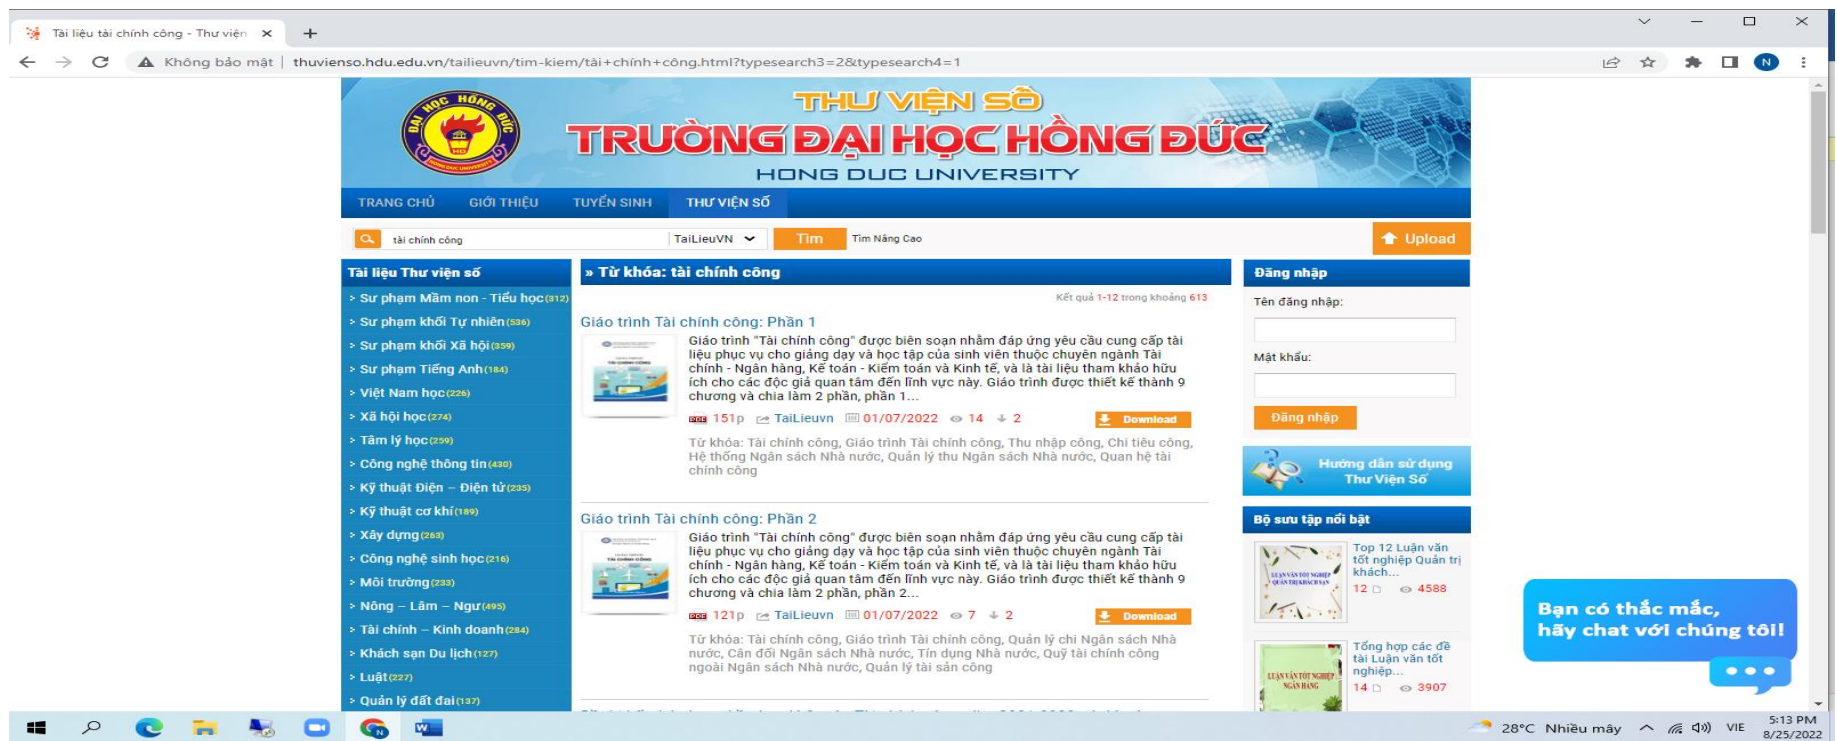 Tài liệu tài chính công - Thư viện
Không bảo mật | thuvienso.hdu.edu.vn/tailieuvn/tim-kiem/tài+chính+công.html?typesearch3=2&typesearch4=1
N
ĐẠI HỌC HỒNG ĐỨC
THƯ VIỆN SỐ
TRƯỜNG ĐẠI HỌC HỒNG ĐỨC
HONG DUC UNIVERSITY
TRANG CHỦ GIỚI THIỆU TUYỂN SINH THƯ VIỆN SỐ
tài chính công TaiLieuVN Tìm Tìm Nâng Cao Upload
Tài liệu Thư viện số
> Sư phạm Mầm non - Tiểu học(312)
> Sư phạm khối Tự nhiên(536)
> Sư phạm khối Xã hội(359)
> Sư phạm Tiếng Anh(184)
> Việt Nam học(226)
> Xã hội học(274)
> Tâm lý học(259)
> Công nghệ thông tin(430)
> Kỹ thuật Điện – Điện tử(235)
> Kỹ thuật cơ khí(189)
> Xây dựng(263)
> Công nghệ sinh học(216)
> Môi trường(233)
> Nông – Lâm – Ngư(495)
> Tài chính – Kinh doanh(284)
> Khách sạn Du lịch(127)
> Luật(227)
> Quản lý đất đai(137)
» Từ khóa: tài chính công
Kết quả 1-12 trong khoảng 613
Giáo trình Tài chính công: Phần 1
Giáo trình "Tài chính công" được biên soạn nhằm đáp ứng yêu cầu cung cấp tài
liệu phục vụ cho giảng dạy và học tập của sinh viên thuộc chuyên ngành Tài
chính - Ngân hàng, Kế toán - Kiểm toán và Kinh tế, và là tài liệu tham khảo hữu
ích cho các độc giả quan tâm đến lĩnh vực này. Giáo trình được thiết kế thành 9
chương và chia làm 2 phần, phần 1...
PDF 151p TaiLieuvn 01/07/2022 14 2 Download
Từ khóa: Tài chính công, Giáo trình Tài chính công, Thu nhập công, Chi tiêu công,
Hệ thống Ngân sách Nhà nước, Quản lý thu Ngân sách Nhà nước, Quan hệ tài
chính công
Giáo trình Tài chính công: Phần 2
Giáo trình "Tài chính công" được biên soạn nhằm đáp ứng yêu cầu cung cấp tài
liệu phục vụ cho giảng dạy và học tập của sinh viên thuộc chuyên ngành Tài
chính - Ngân hàng, Kế toán - Kiểm toán và Kinh tế, và là tài liệu tham khảo hữu
ích cho các độc giả quan tâm đến lĩnh vực này. Giáo trình được thiết kế thành 9
chương và chia làm 2 phần, phần 2...
PDF 121p TaiLieuvn 01/07/2022 7 2 Download
Từ khóa: Tài chính công, Giáo trình Tài chính công, Quản lý chi Ngân sách Nhà
nước, Cân đối Ngân sách Nhà nước, Tín dụng Nhà nước, Quỹ tài chính công
ngoài Ngân sách Nhà nước, Quản lý tài sản công
Đăng nhập
Tên đăng nhập:
Mật khẩu:
Đăng nhập
Hướng dẫn sử dụng
Thư Viện Số
Bộ sưu tập nổi bật
LUẬN VĂN TỐT NGHIỆP
QUẢN TRỊ KHÁCH SẠN
Top 12 Luận văn
tốt nghiệp Quản trị
khách...
12 4588
LUẬN VĂN TỐT NGHIỆP
NGÂN HÀNG
Tổng hợp các đề
tài Luận văn tốt
nghiệp...
14 3907
Bạn có thắc mắc,
hãy chat với chúng tôi!
28°C Nhiều mây VIE 5:13 PM
8/25/2022